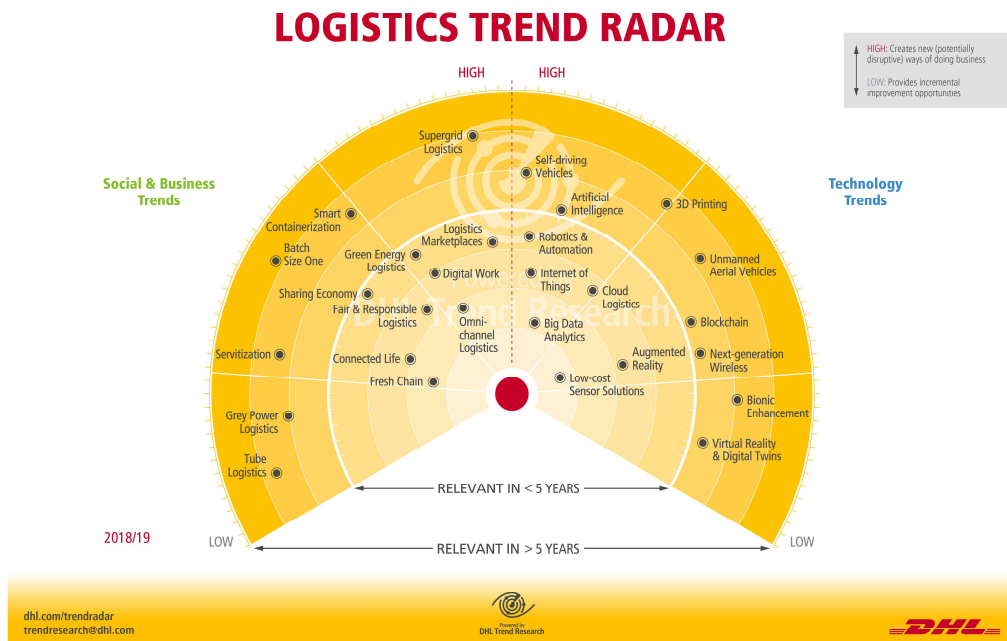 LOGISTICS TREND RADAR
HIGH: Creates new (potentially
disruptive) ways of doing business
LOW: Provides incremental
improvement opportunities
HIGH
HIGH
Social & Business
Trends
Technology
Trends
Supergrid
Logistics
Self-driving
Vehicles
Artificial
Intelligence
3D Printing
Smart
Containerization
Logistics
Marketplaces
Robotics &
Automation
Batch
Size One
Green Energy
Logistics
Unmanned
Aerial Vehicles
Digital Work
Internet of
Things
Cloud
Logistics
Sharing Economy
Fair & Responsible
Logistics
Omni-
channel
Logistics
Big Data
Analytics
Blockchain
Servitization
Connected Life
Augmented
Reality
Next-generation
Wireless
Fresh Chain
Low-cost
Sensor Solutions
Grey Power
Logistics
Bionic
Enhancement
Tube
Logistics
Virtual Reality
& Digital Twins
Powered by
DHL Trend Research
RELEVANT IN < 5 YEARS
2018/19
LOW
RELEVANT IN > 5 YEARS
LOW
dhl.com/trendradar
trendresearch@dhl.com
Powered by
DHL Trend Research
DHL